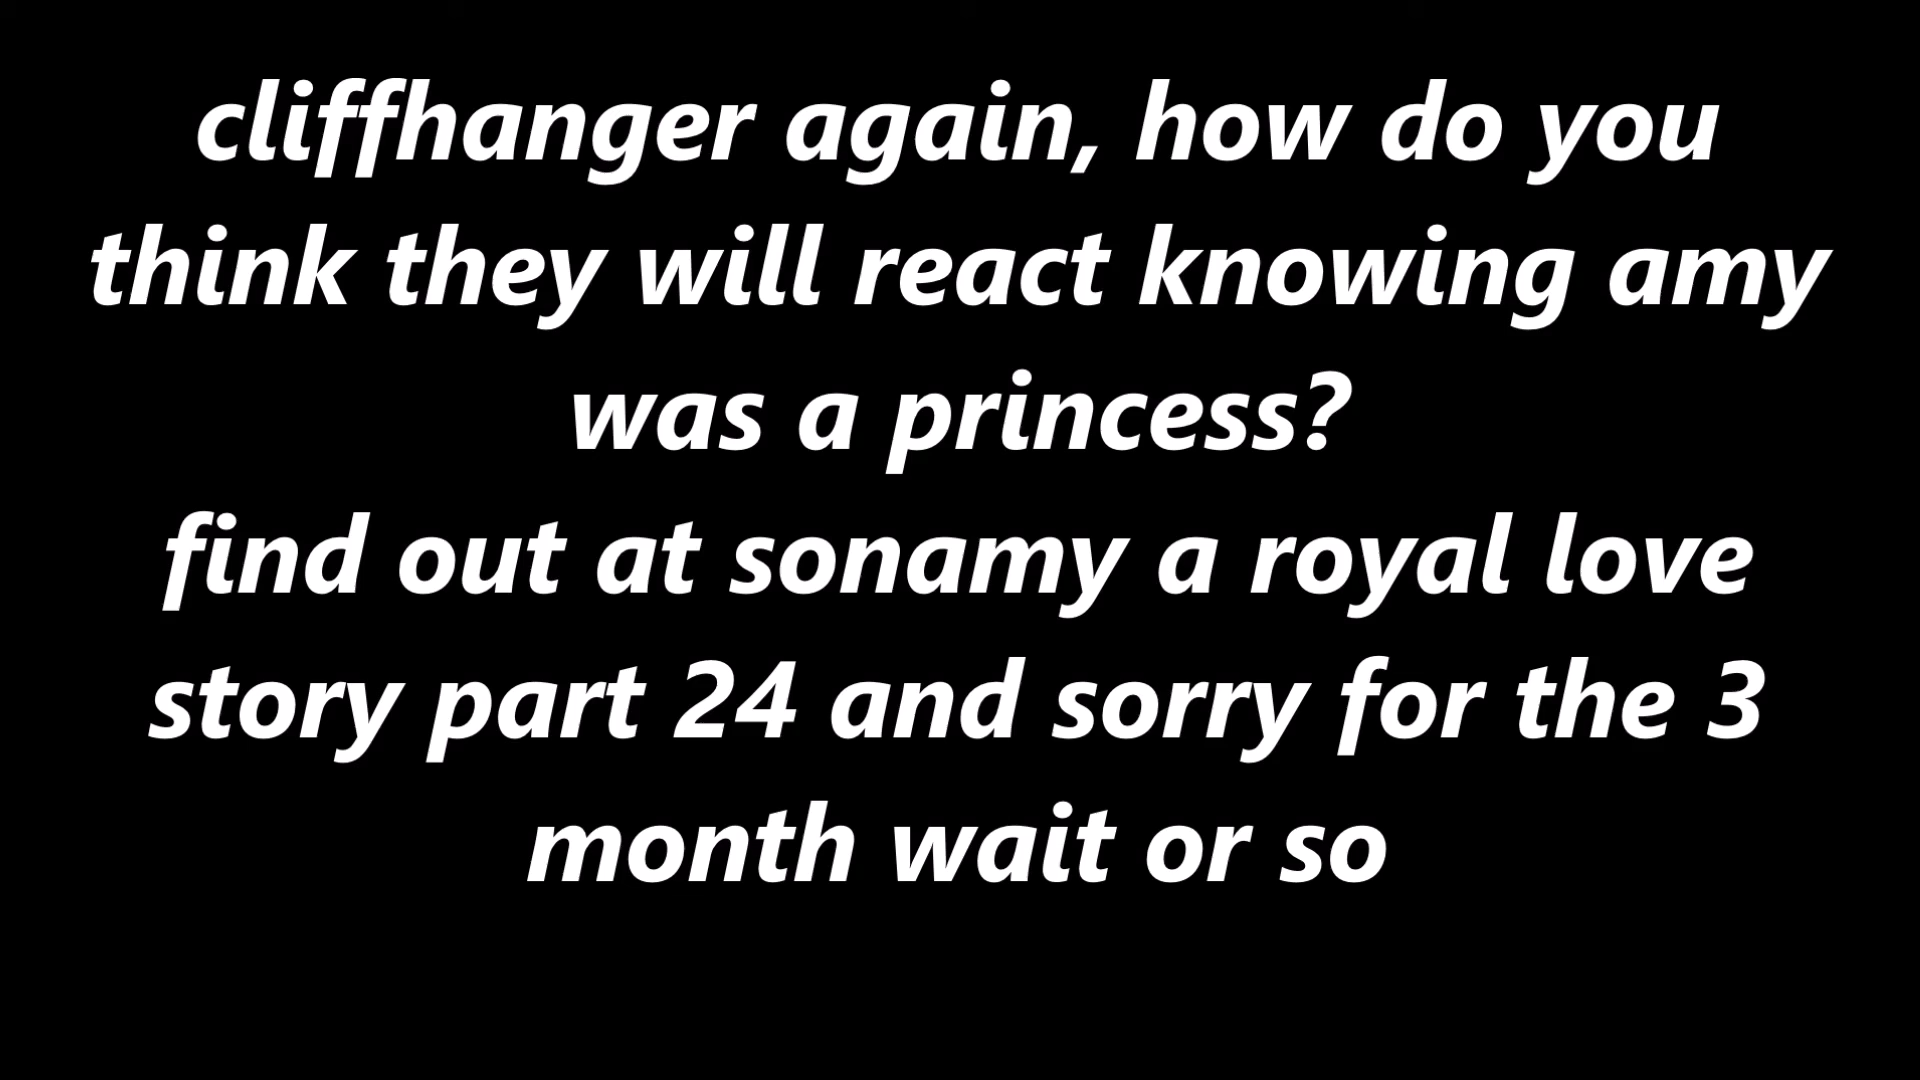 cliffhanger again, how do you
think they will react knowing amy
was a princess?
find out at sonamy a royal love
story part 24 and sorry for the 3
month wait or so